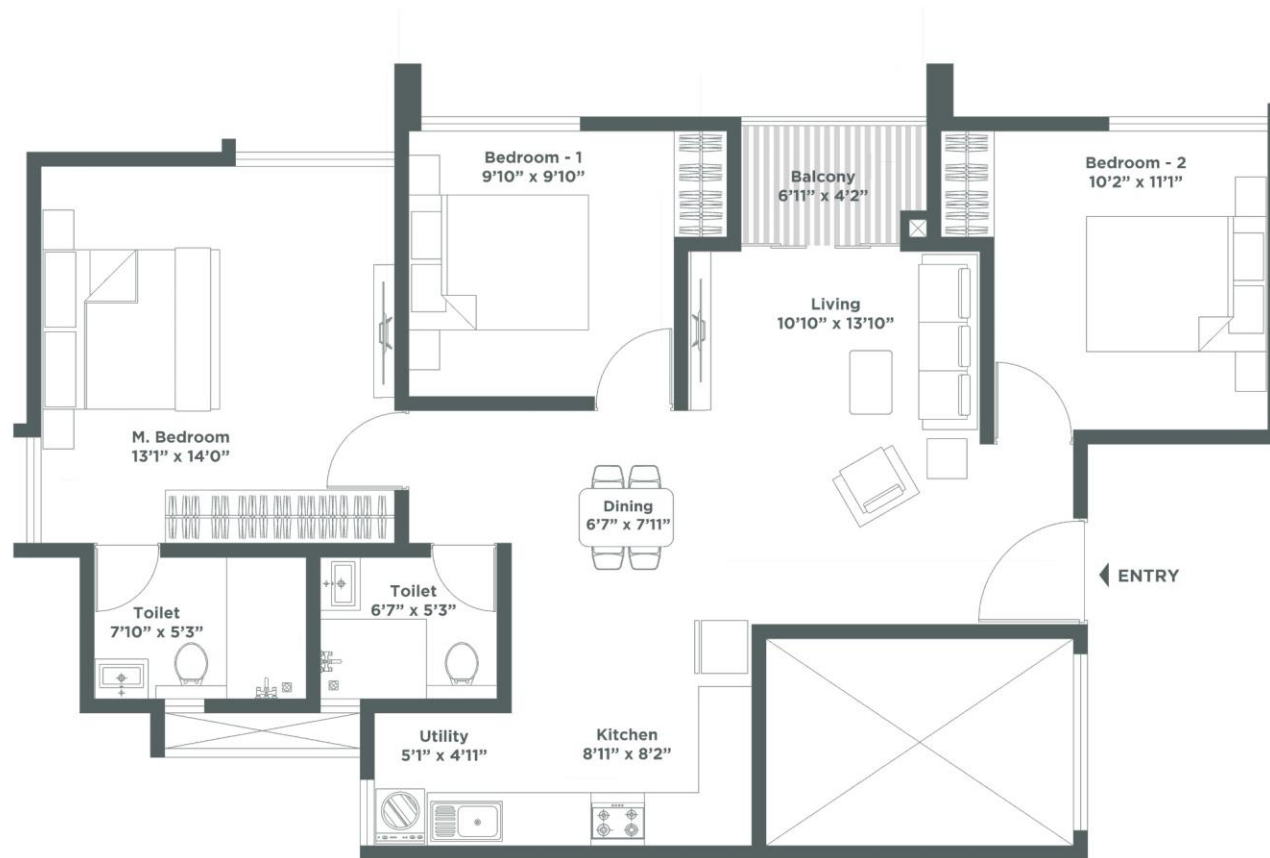 Bedroom - 1
9’10” x 9’10”
Balcony
6’11” x 4’2”
Bedroom - 2
10’2” x 11’1”
Living
10’10” x 13’10”
M. Bedroom
13’1” x 14’0”
Dining
6’7” x 7’11”
ENTRY
Toilet
7’10” x 5’3”
Toilet
6’7” x 5’3”
Utility
5’1” x 4’11”
Kitchen
8’11” x 8’2”